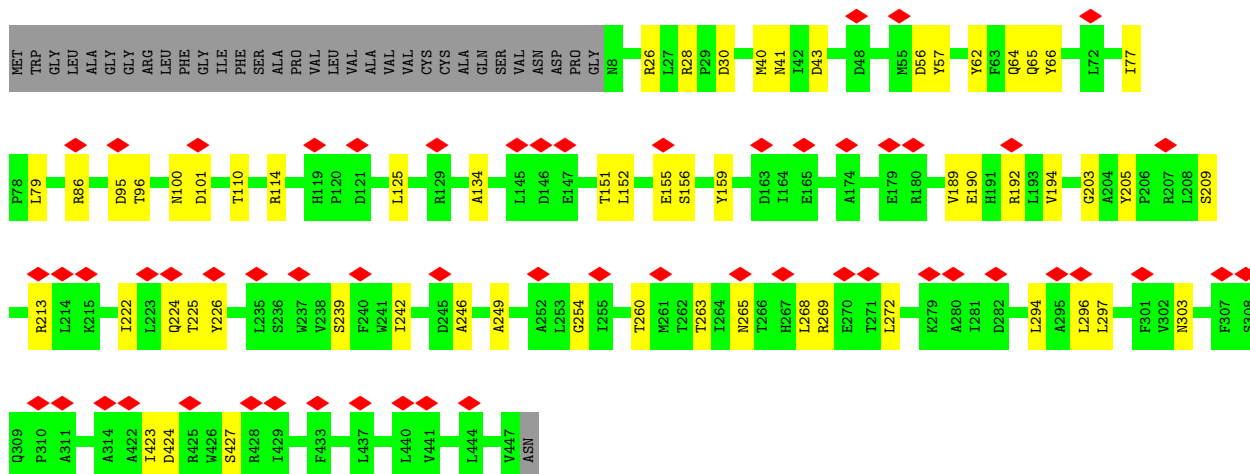 MET TRP GLY LEU ALA GLY GLY ARG LEU PHE GLY ILE PHE SER ALA PRO VAL LEU VAL ALA VAL VAL CYS CYS ALA GLN SER VAL ASN ASP PRO GLY N8 R26 L27 R28 P29 D30 M40 N41 I42 D43 D48 M55 D56 Y57 Y62 F63 Q64 Q65 Y66 L72 I77
P78 L79 R86 D95 T96 N100 D101 T110 R114 H119 P120 D121 L125 R129 A134 L145 D146 E147 T151 L152 E155 S156 Y159 D163 I164 E165 A174 E179 R180 V189 E190 H191 R192 L193 V194 G203 A204 Y205 P206 R207 L208 S209
R213 L214 K215 I222 L223 Q224 T225 Y226 L235 S236 W237 V238 S239 F240 W241 I242 D245 A246 A249 A252 L253 G254 I255 T260 M261 T262 T263 I264 N265 T266 H267 L268 R269 E270 T271 L272 K279 A280 I281 D282 L294 A295 L296 L297 F301 V302 N303 F307 S308
Q309 P310 A311 A314 A422 I423 D424 R425 W426 S427 R428 I429 F433 L437 L440 V441 L444 V447 ASN